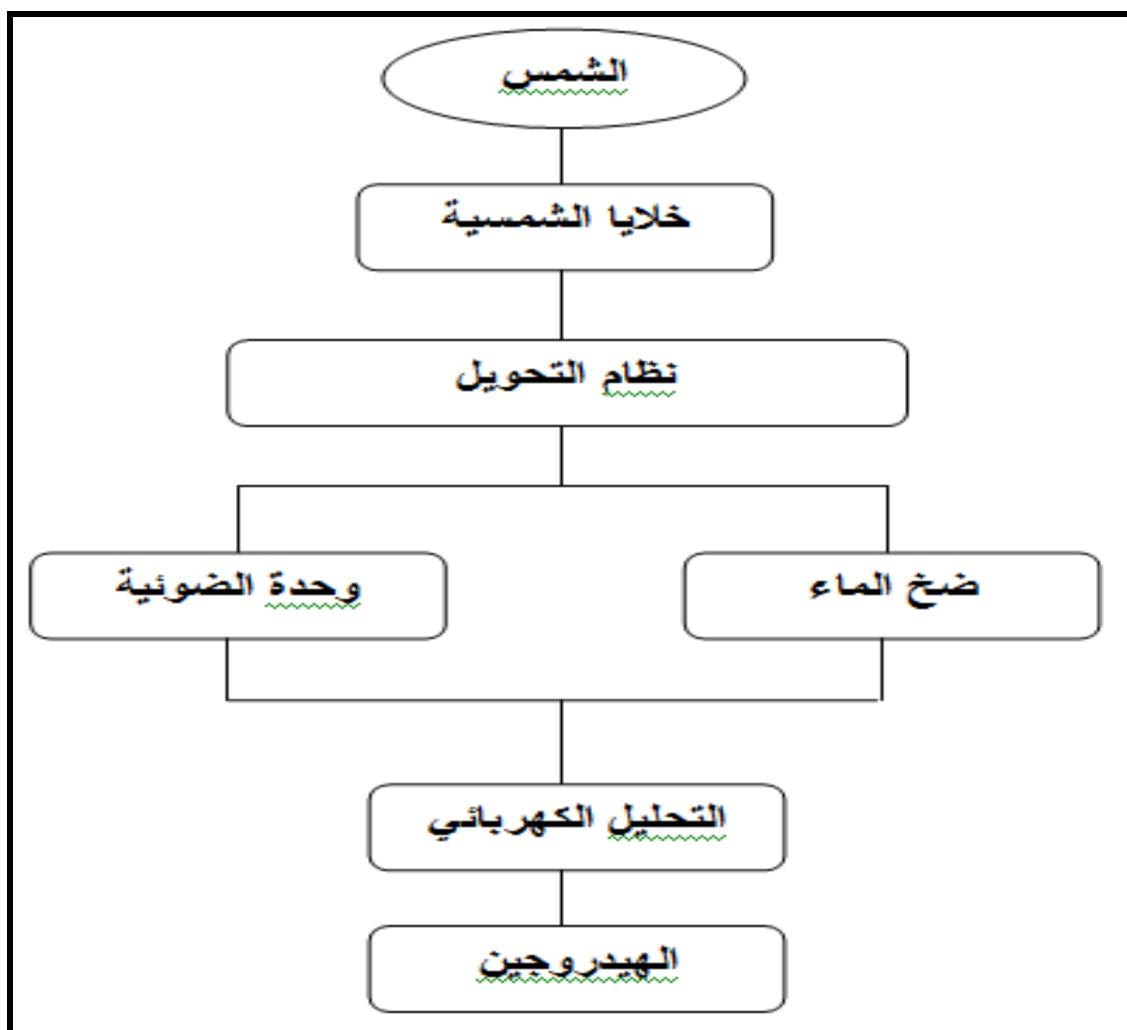 الشمس
خلايا الشمسية
نظام التحويل
ضخ الماء
وحدة الضوئية
التحليل الكهربائي
الهيدروجين